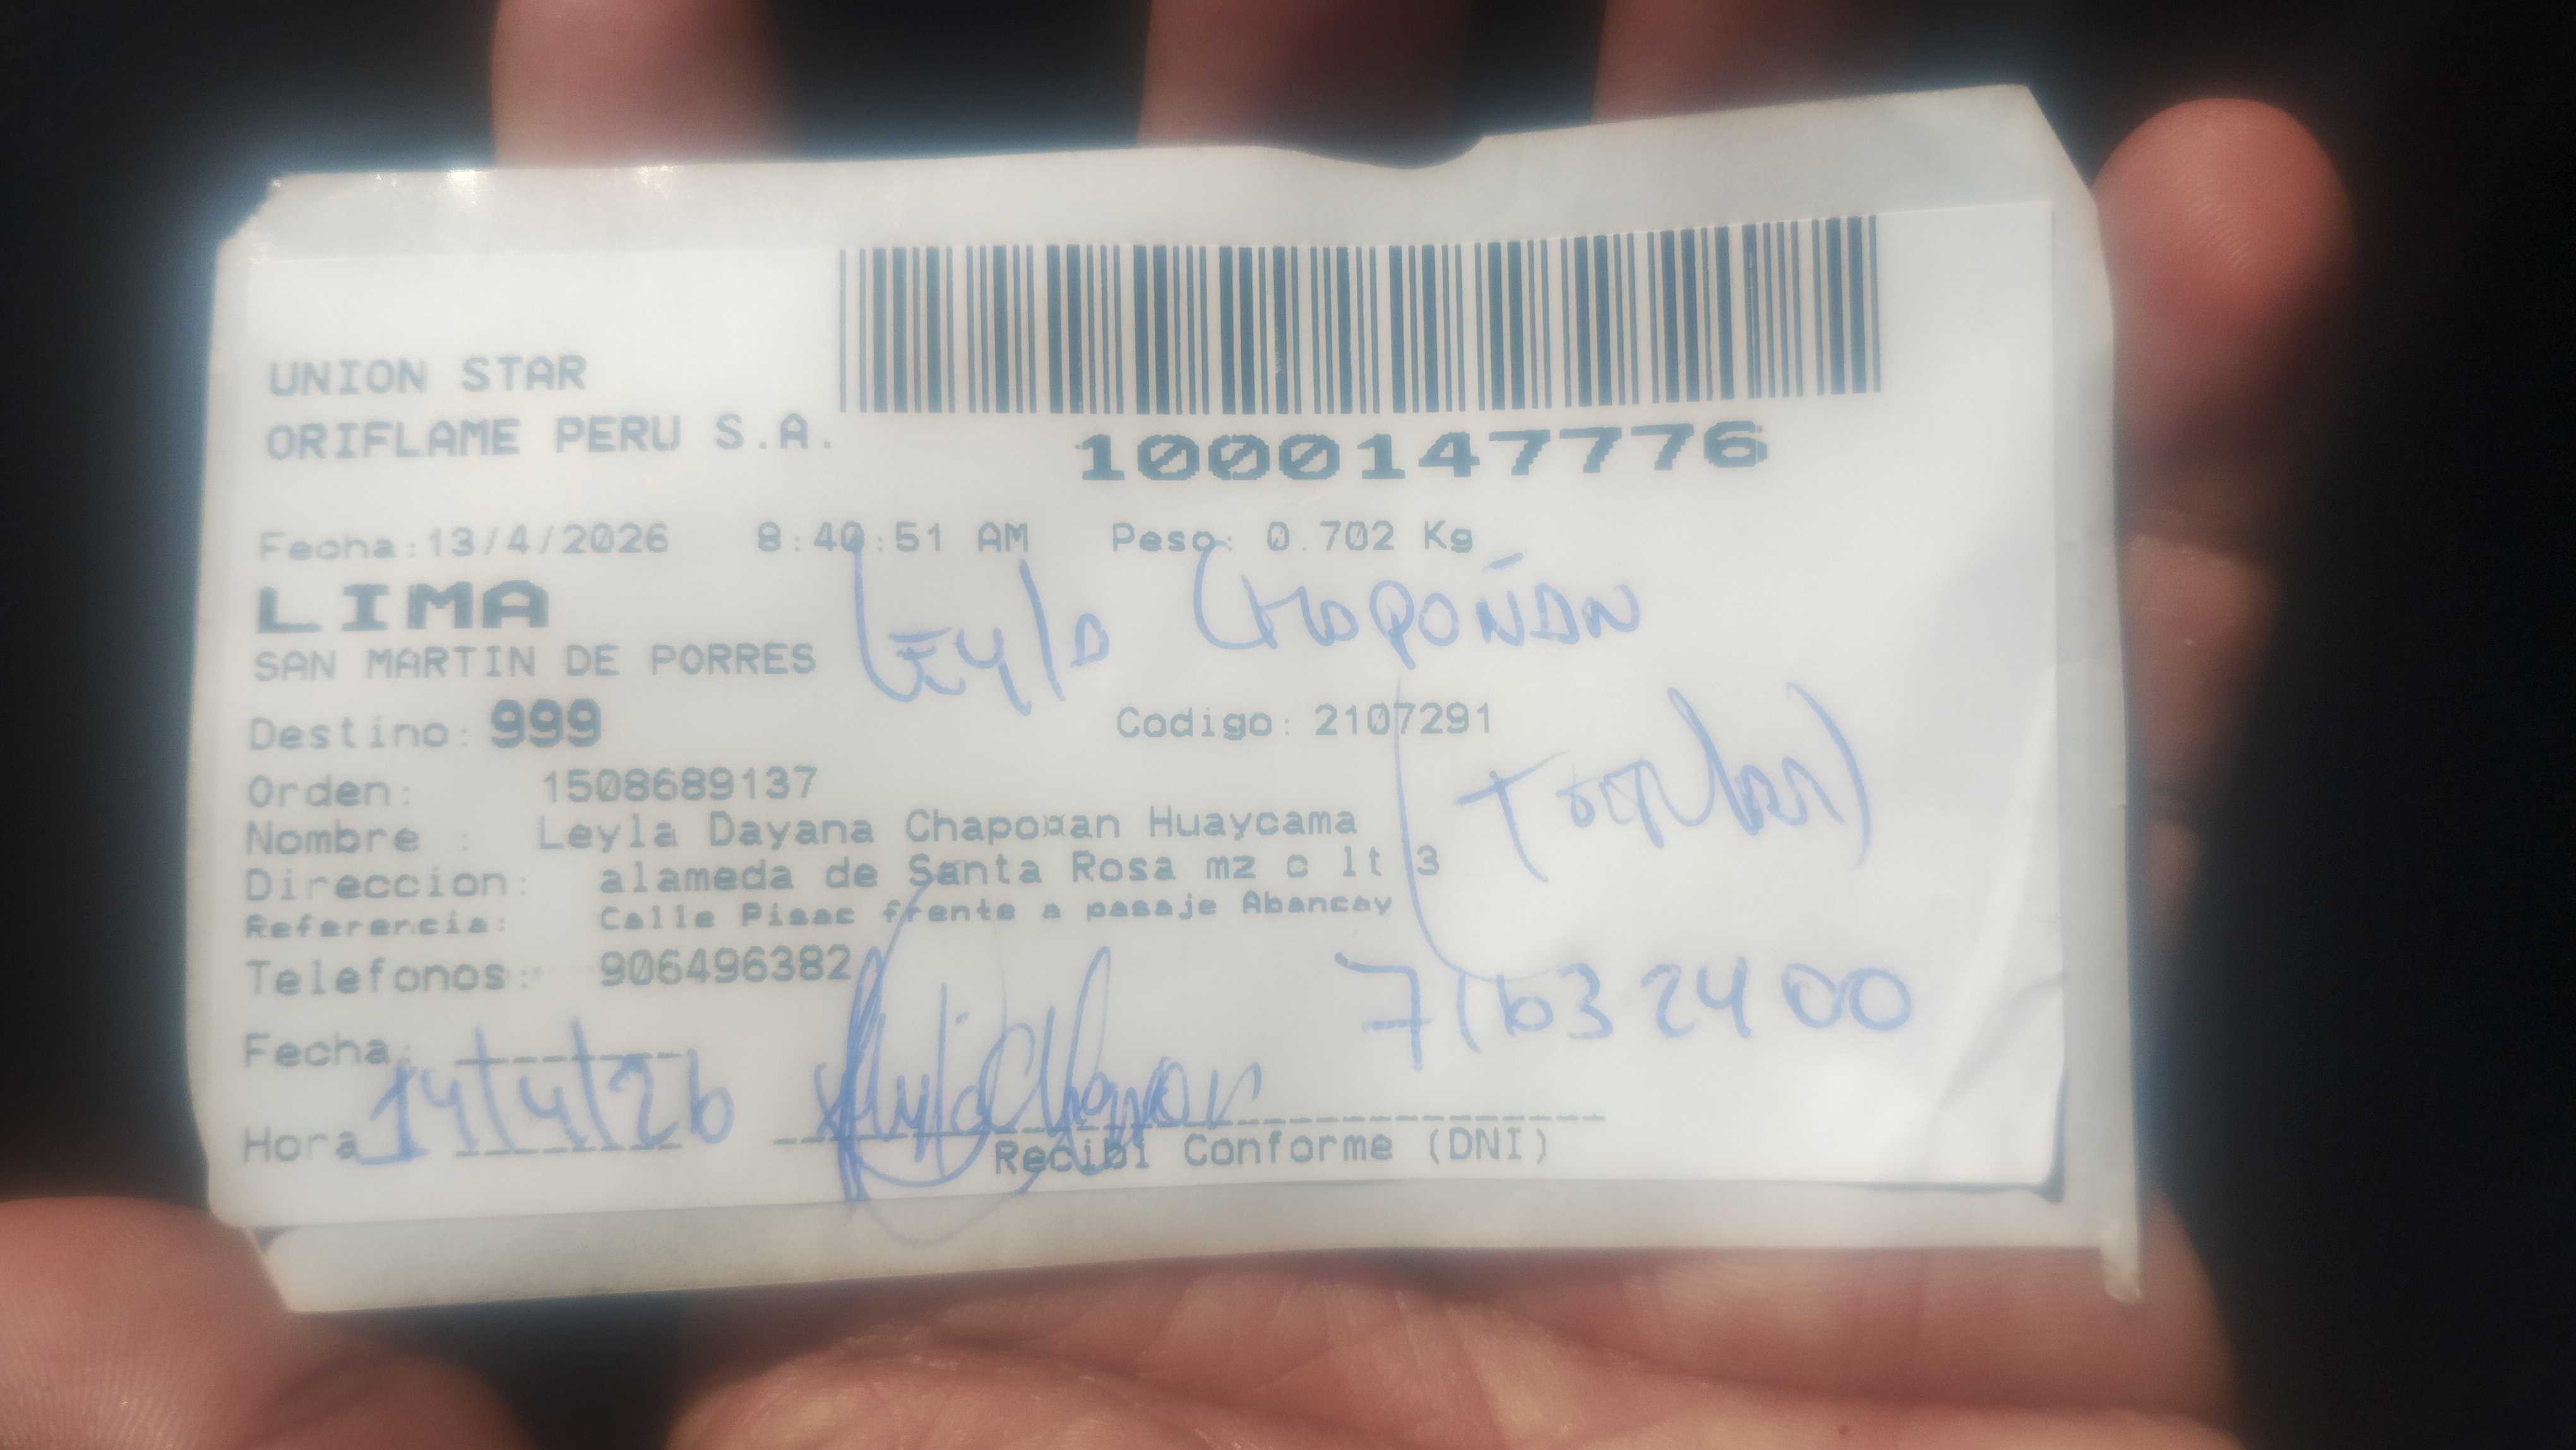 UNION STAR
ORIFLAME PERU S.A.
1000147776
Fecha:13/4/2026 8:40:51 AM Peso: 0.702 Kg
LIMA
SAN MARTIN DE PORRES
Leyla CHAPOÑAN
Destino: 999 Codigo: 2107291
Orden: 1508689137
Nombre : Leyla Dayana Chapo¤an Huaycama
Direccion: alameda de Santa Rosa mz c lt 3
Referencia: Calle Pisac frente a pasaje Abancay
Telefonos: 906496382
71632400
Fecha:
14/4/26
Hora
Recibi Conforme (DNI)